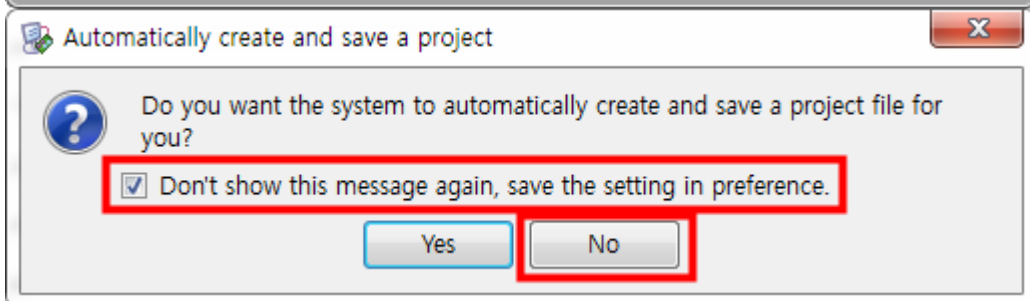 Automatically create and save a project
Do you want the system to automatically create and save a project file for
you?
Don't show this message again, save the setting in preference.
Yes
No